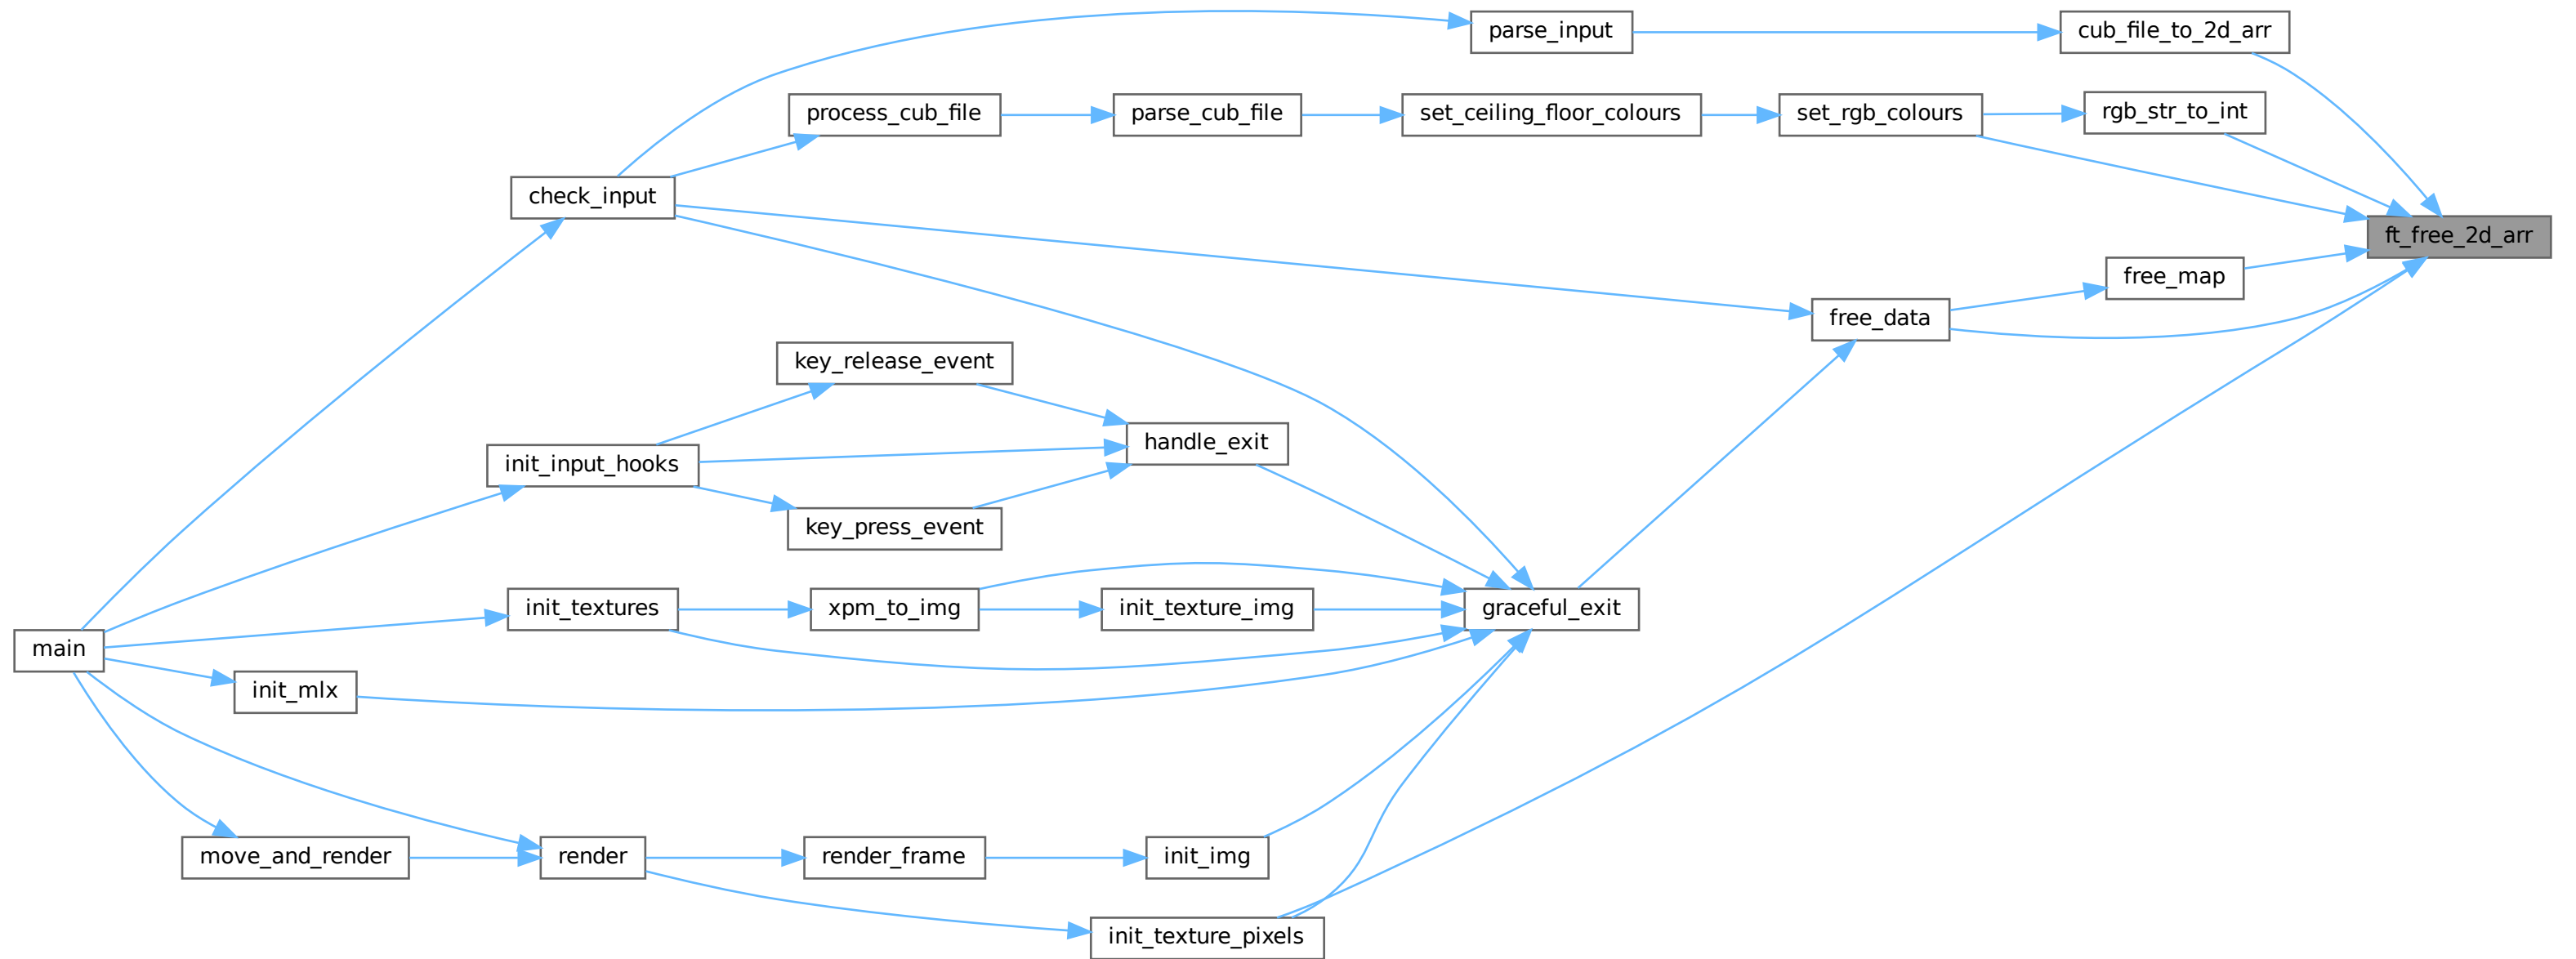 parse_input
cub_file_to_2d_arr
process_cub_file
parse_cub_file
set_ceiling_floor_colours
set_rgb_colours
rgb_str_to_int
check_input
ft_free_2d_arr
free_map
free_data
key_release_event
handle_exit
init_input_hooks
key_press_event
init_textures
xpm_to_img
init_texture_img
graceful_exit
main
init_mlx
move_and_render
render
render_frame
init_img
init_texture_pixels